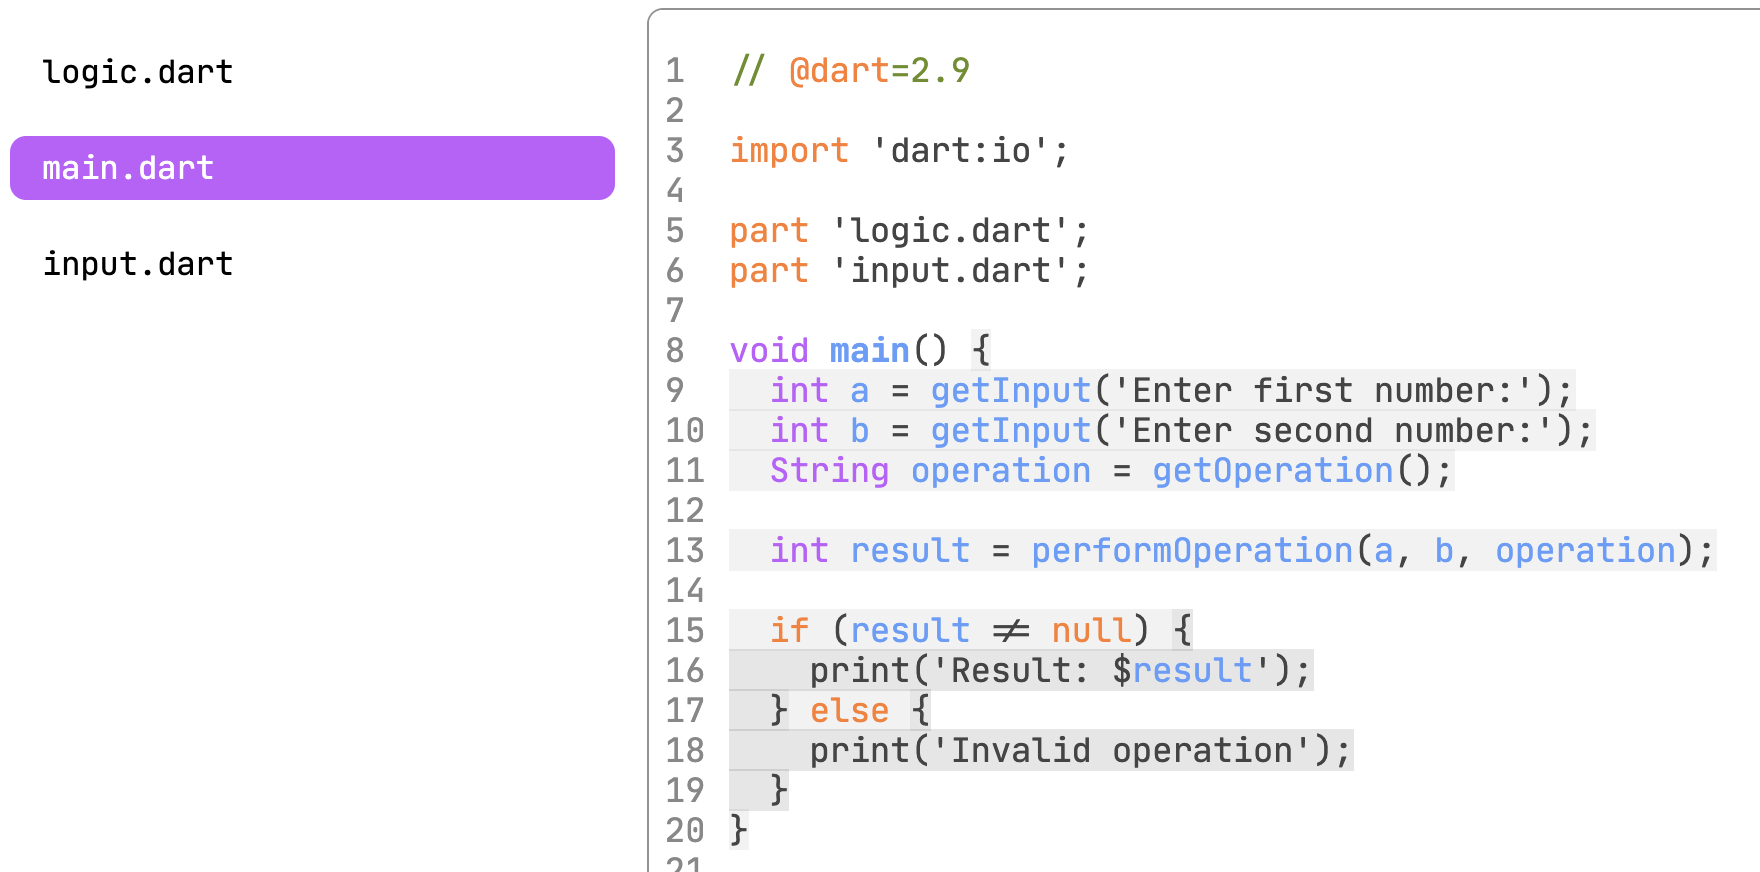 logic.dart
main.dart
input.dart
1 // @dart=2.9
2
3 import 'dart:io';
4
5 part 'logic.dart';
6 part 'input.dart';
7
8 void main() {
9   int a = getInput('Enter first number:');
10   int b = getInput('Enter second number:');
11   String operation = getOperation();
12
13   int result = performOperation(a, b, operation);
14
15   if (result != null) {
16     print('Result: $result');
17   } else {
18     print('Invalid operation');
19   }
20 }
21